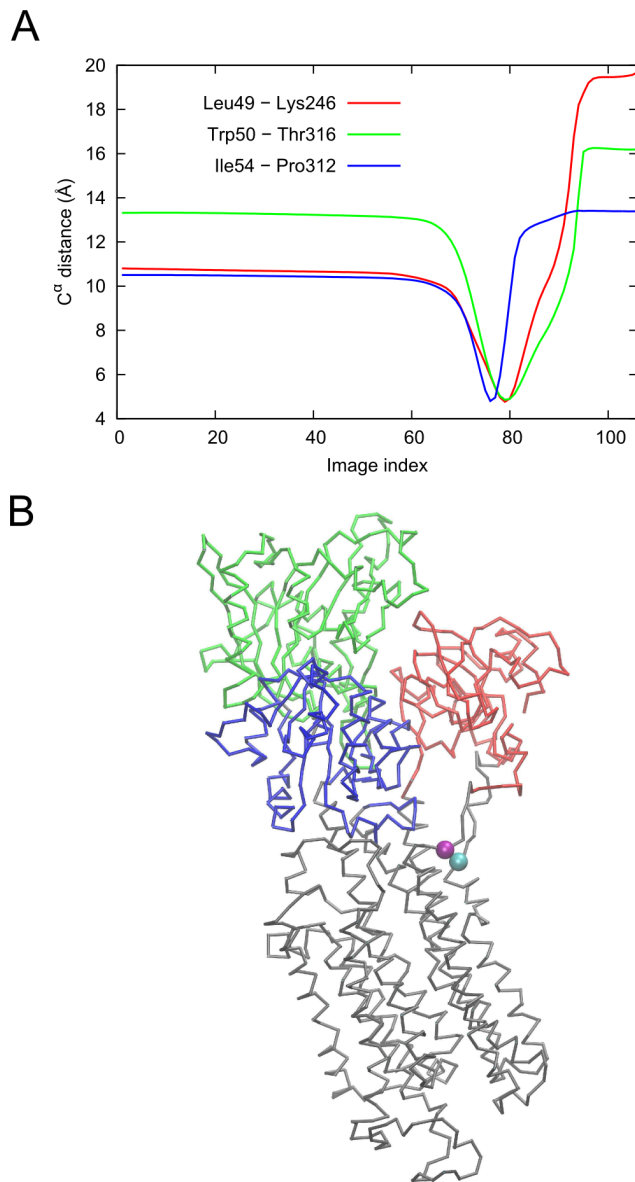 A
20
18
16
14
12
10
8
6
4
0
20
40
60
80
100
Cα distance (Å)
Image index
Leu49 − Lys246
Trp50 − Thr316
Ile54 − Pro312
B